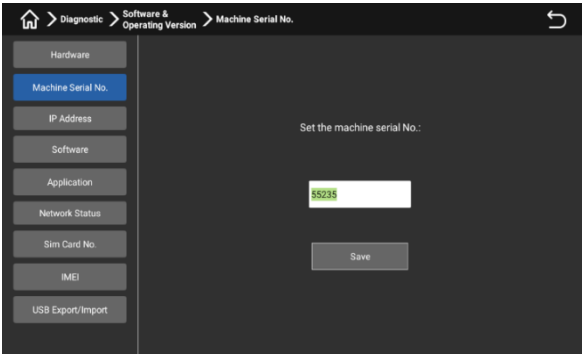 Diagnostic
Software &
Operating Version
Machine Serial No.
Hardware
Machine Serial No.
IP Address
Software
Application
Network Status
Sim Card No.
IMEI
USB Export/Import
Set the machine serial No.:
55235
Save